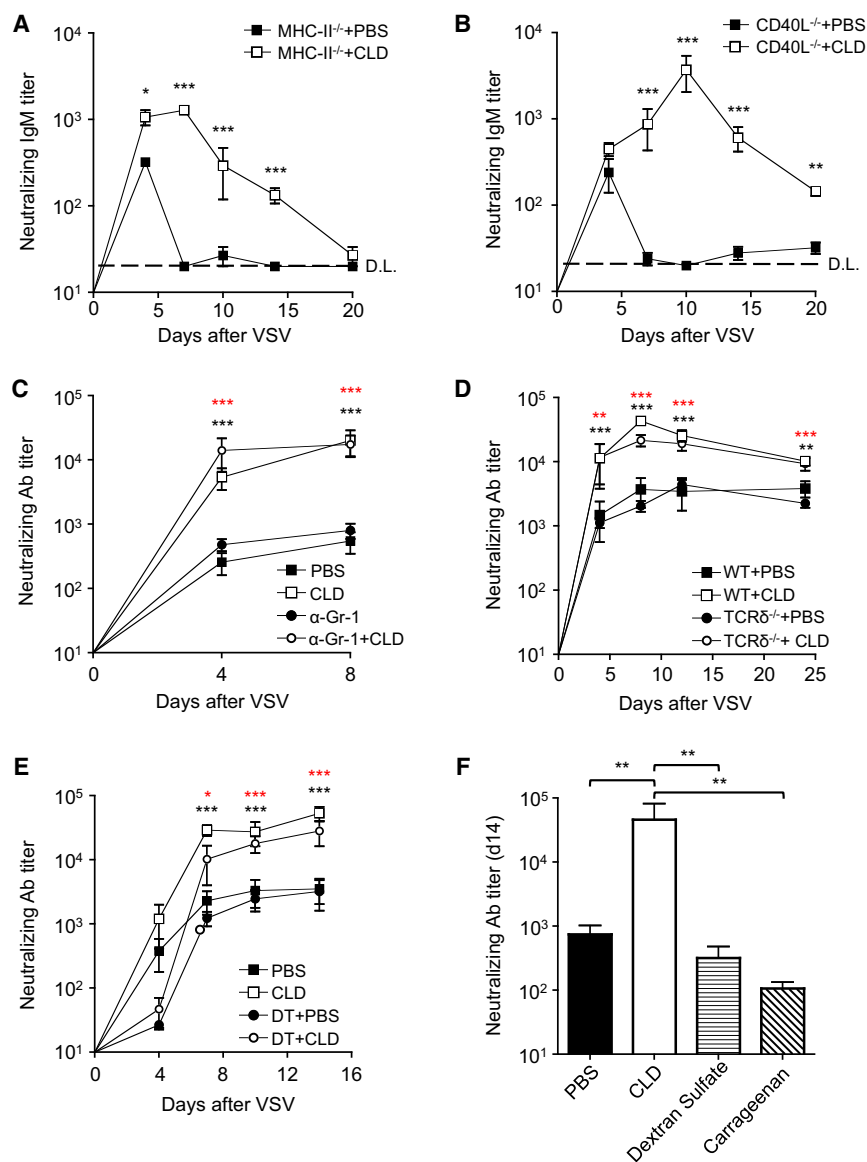 A
MHC-II-/-+PBS
MHC-II-/-+CLD
Neutralizing IgM titer
10⁴
10³
10²
10¹
* *** *** ***
D.L.
0 5 10 15 20
Days after VSV
B
CD40L-/-+PBS
CD40L-/-+CLD
Neutralizing IgM titer
10⁴
10³
10²
10¹
*** *** *** **
D.L.
0 5 10 15 20
Days after VSV
C
Neutralizing Ab titer
10⁵
10⁴
10³
10²
10¹
*** ***
*** ***
PBS
CLD
α-Gr-1
α-Gr-1+CLD
0 4 8
Days after VSV
D
Neutralizing Ab titer
10⁵
10⁴
10³
10²
10¹
** *** *** ***
*** *** *** **
WT+PBS
WT+CLD
TCRδ-/-+PBS
TCRδ-/-+ CLD
0 5 10 15 20 25
Days after VSV
E
Neutralizing Ab titer
10⁵
10⁴
10³
10²
10¹
* *** ***
*** *** ***
PBS
CLD
DT+PBS
DT+CLD
0 4 8 12 16
Days after VSV
F
Neutralizing Ab titer (d14)
10⁵
10⁴
10³
10²
10¹
** **
**
PBS
CLD
Dextran Sulfate
Carrageenan